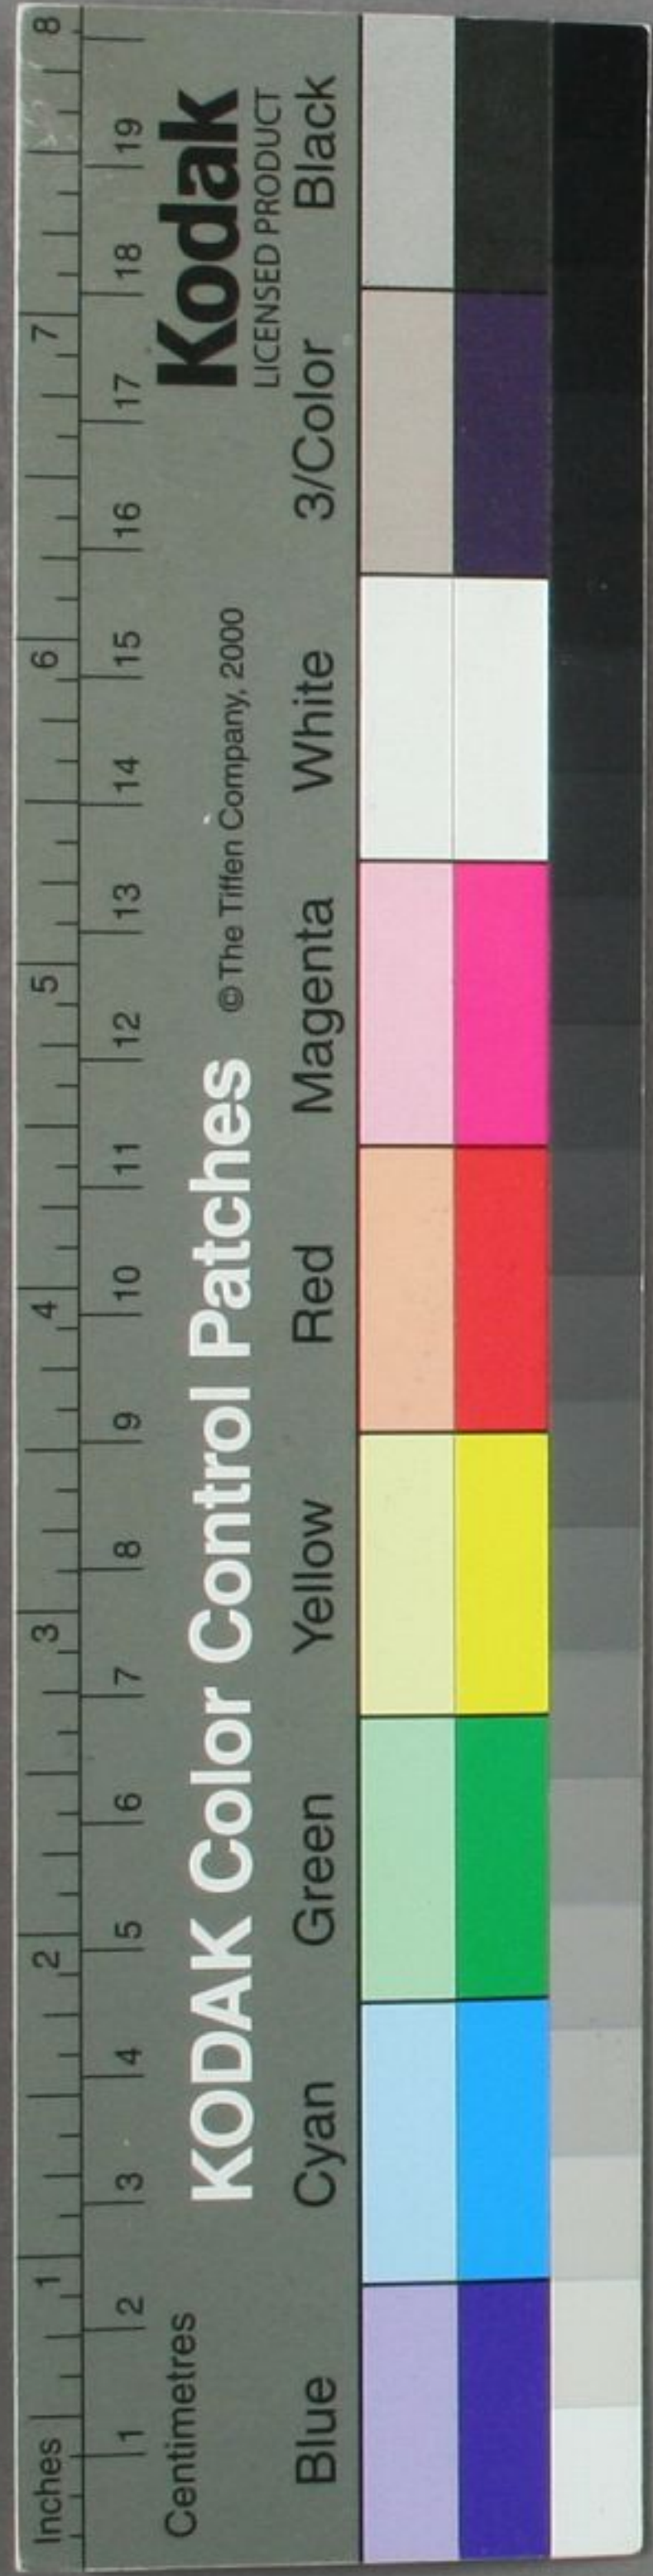 Inches 1 2 3 4 5 6 7 8
1 2 3 4 5 6 7 8 9 10 11 12 13 14 15 16 17 18 19
Centimetres
KODAK Color Control Patches © The Tiffen Company, 2000 Kodak
LICENSED PRODUCT
Blue Cyan Green Yellow Red Magenta White 3/Color Black